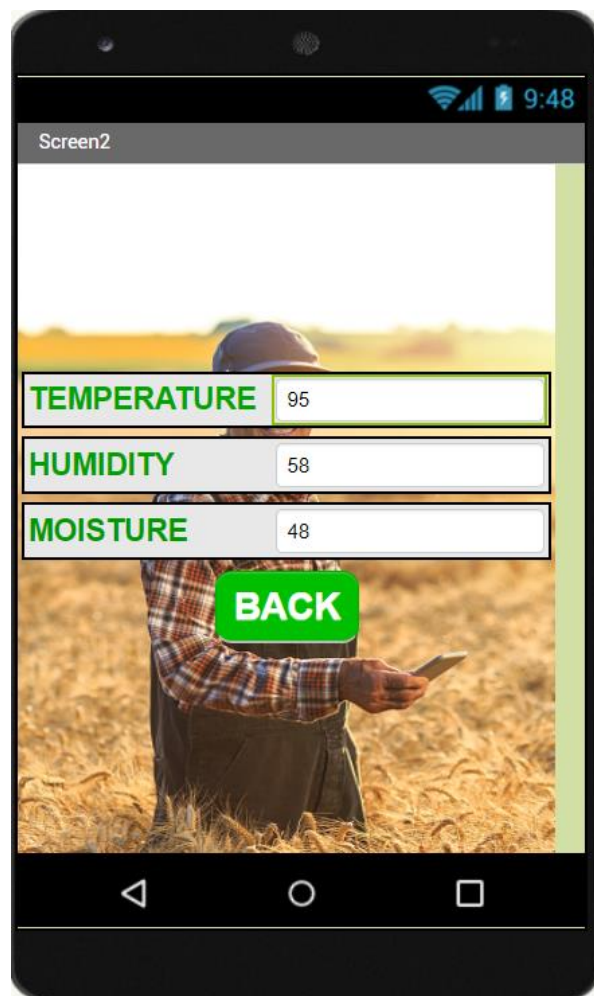 9:48
Screen2
TEMPERATURE 95
HUMIDITY 58
MOISTURE 48
BACK